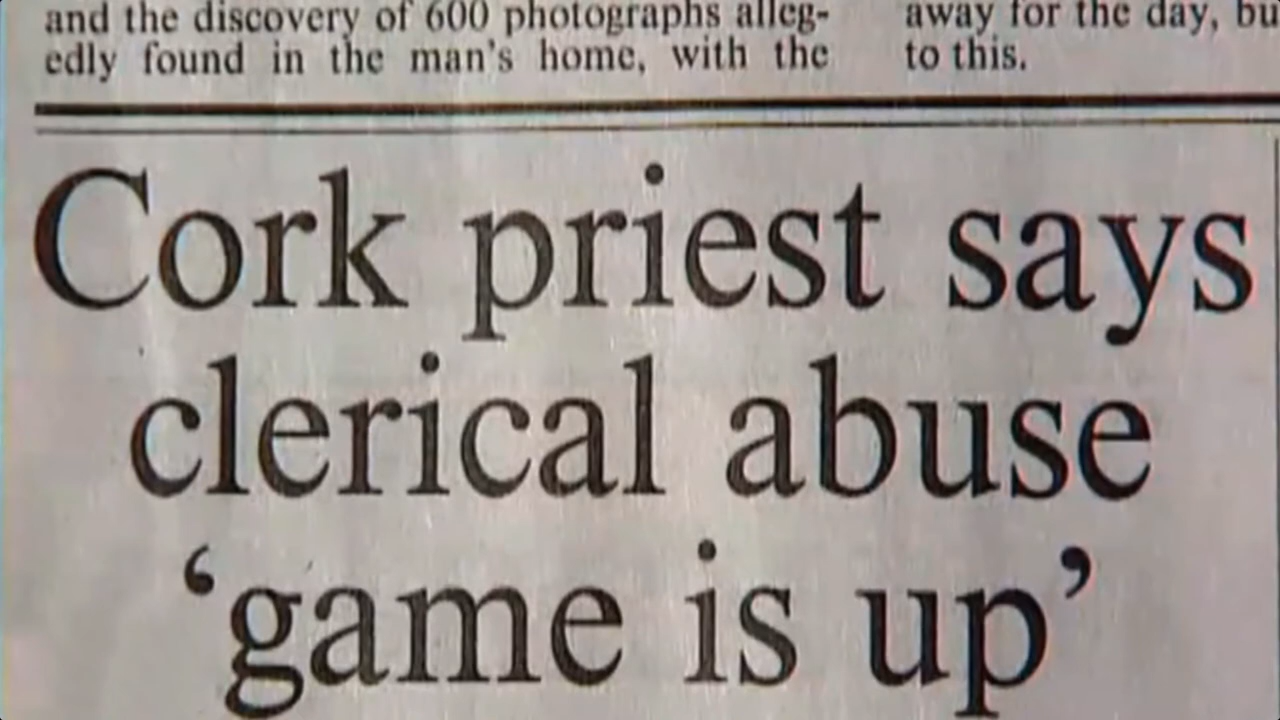 and the discovery of 600 photographs alleg-
edly found in the man's home, with the
away for the day, bu
to this.
Cork priest says
clerical abuse
‘game is up’